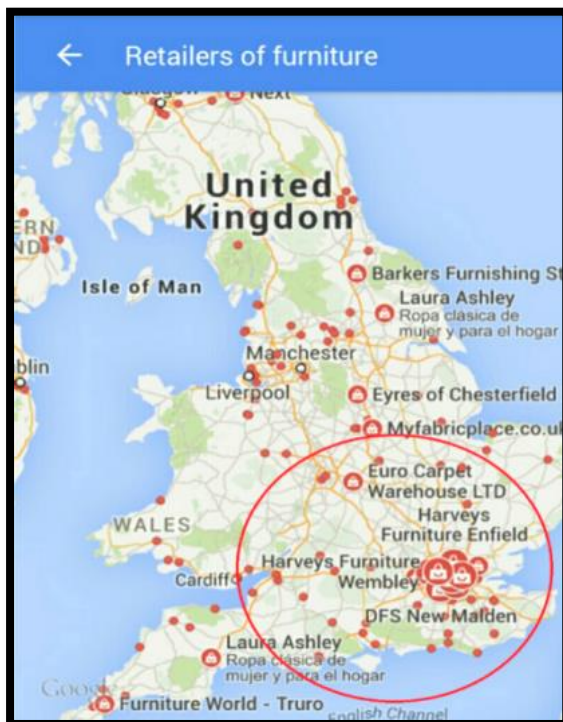 Retailers of furniture
Glasgow
Next
United
Kingdom
Isle of Man
Barkers Furnishing St
Laura Ashley
Ropa clásica de
mujer y para el hogar
Manchester
Liverpool
Eyres of Chesterfield
Myfabricplace.co.uk
Euro Carpet
Warehouse LTD
WALES
Harveys
Furniture Enfield
Harveys Furniture
Wembley
Cardiff
DFS New Malden
Laura Ashley
Ropa clásica de
mujer y para el hogar
Google
Furniture World - Truro
English Channel